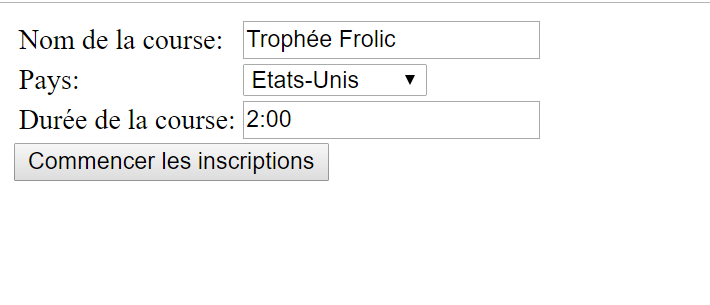 Nom de la course: Trophée Frolic
Pays: Etats-Unis
Durée de la course: 2:00
Commencer les inscriptions